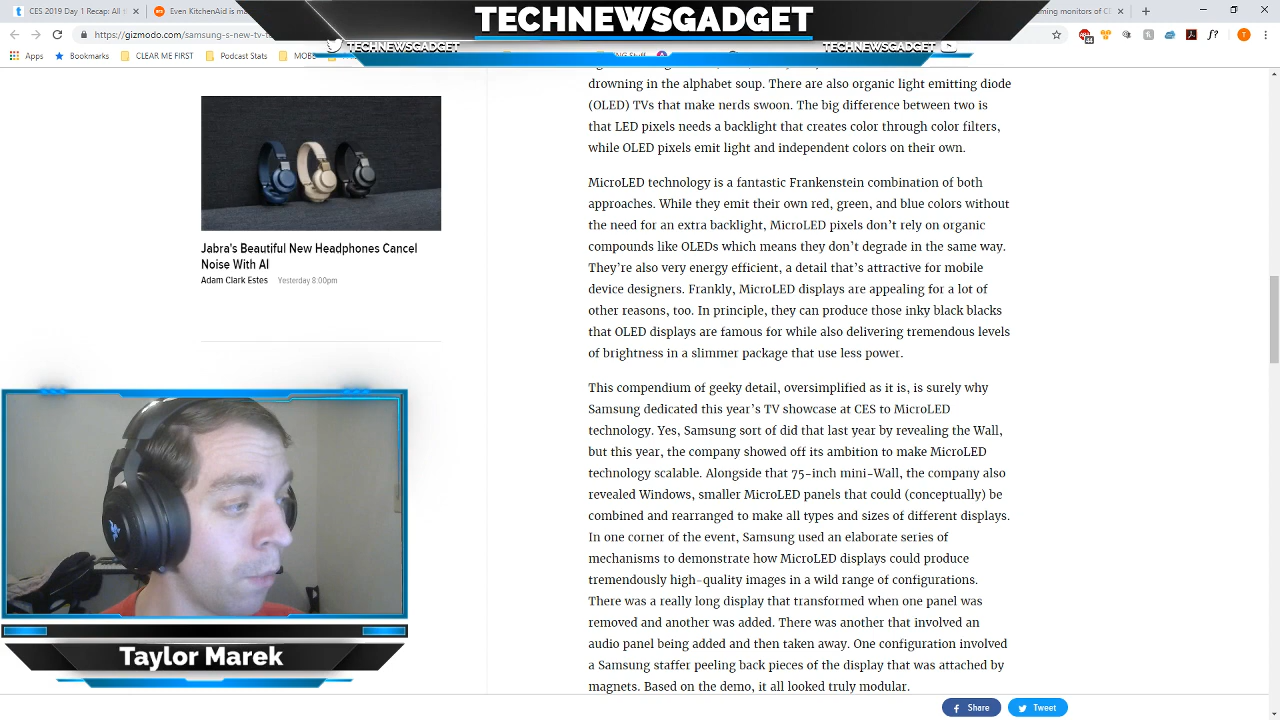 TECHNEWSGADGET
CES 2019 Day 1 Recap: All
Even KitchenAid is ma
ming monitors of CE
https://gizmodo.com/samsung-s-new-tv-t
TECHNEWSGADGET
TECHNEWSGADGET
Apps
Bookmarks
CLEAR ME FIRST
Podcast Stats
MOBI
drowning in the alphabet soup. There are also organic light emitting diode
(OLED) TVs that make nerds swoon. The big difference between two is
that LED pixels needs a backlight that creates color through color filters,
while OLED pixels emit light and independent colors on their own.
MicroLED technology is a fantastic Frankenstein combination of both
approaches. While they emit their own red, green, and blue colors without
the need for an extra backlight, MicroLED pixels don't rely on organic
compounds like OLEDs which means they don't degrade in the same way.
They're also very energy efficient, a detail that's attractive for mobile
device designers. Frankly, MicroLED displays are appealing for a lot of
other reasons, too. In principle, they can produce those inky black blacks
that OLED displays are famous for while also delivering tremendous levels
of brightness in a slimmer package that use less power.
This compendium of geeky detail, oversimplified as it is, is surely why
Samsung dedicated this year's TV showcase at CES to MicroLED
technology. Yes, Samsung sort of did that last year by revealing the Wall,
but this year, the company showed off its ambition to make MicroLED
technology scalable. Alongside that 75-inch mini-Wall, the company also
revealed Windows, smaller MicroLED panels that could (conceptually) be
combined and rearranged to make all types and sizes of different displays.
In one corner of the event, Samsung used an elaborate series of
mechanisms to demonstrate how MicroLED displays could produce
tremendously high-quality images in a wild range of configurations.
There was a really long display that transformed when one panel was
removed and another was added. There was another that involved an
audio panel being added and then taken away. One configuration involved
a Samsung staffer peeling back pieces of the display that was attached by
magnets. Based on the demo, it all looked truly modular.
Jabra's Beautiful New Headphones Cancel
Noise With AI
Adam Clark Estes Yesterday 8:00pm
Taylor Marek
Share
Tweet